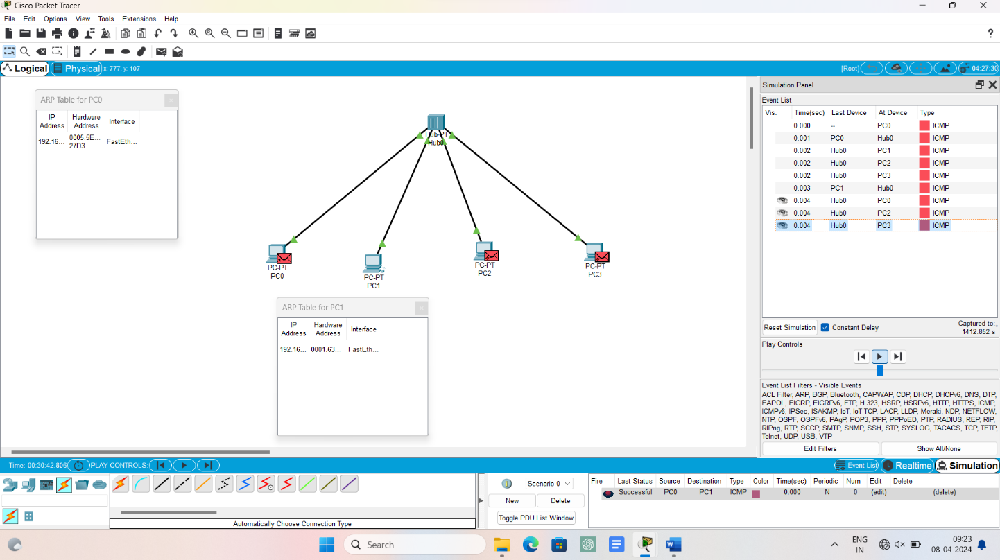 Cisco Packet Tracer
File Edit Options View Tools Extensions Help
?
Logical Physical x: 777, y: 107
[Root] 04:27:30
ARP Table for PC0
IP Address Hardware Address Interface
192.16... 0005.5E... 27D3 FastEth...
Hub-PT
Hub0
PC-PT
PC0
PC-PT
PC1
PC-PT
PC2
PC-PT
PC3
ARP Table for PC1
IP Address Hardware Address Interface
192.16... 0001.63... FastEth...
Simulation Panel
Event List
Vis. Time(sec) Last Device At Device Type
0.000 -- PC0 ICMP
0.001 PC0 Hub0 ICMP
0.002 Hub0 PC1 ICMP
0.002 Hub0 PC2 ICMP
0.002 Hub0 PC3 ICMP
0.003 PC1 Hub0 ICMP
0.004 Hub0 PC0 ICMP
0.004 Hub0 PC2 ICMP
0.004 Hub0 PC3 ICMP
Reset Simulation Constant Delay Captured to:
1412.852 s
Play Controls
Event List Filters - Visible Events
ACL Filter, ARP, BGP, Bluetooth, CAPWAP, CDP, DHCP, DHCPv6, DNS, DTP,
EAPOL, EIGRP, EIGRPv6, FTP, H.323, HSRP, HSRPv6, HTTP, HTTPS, ICMP,
ICMPv6, IPSec, ISAKMP, IoT, IoT TCP, LACP, LLDP, Meraki, NDP, NETFLOW,
NTP, OSPF, OSPFv6, PAgP, POP3, PPP, PPPoED, PTP, RADIUS, REP, RIP,
RIPng, RTP, SCCP, SMTP, SNMP, SSH, STP, SYSLOG, TACACS, TCP, TFTP,
Telnet, UDP, USB, VTP
Edit Filters Show All/None
Time: 00:30:42.806 PLAY CONTROLS: Event List Realtime Simulation
Automatically Choose Connection Type
1 Scenario 0
New Delete
Toggle PDU List Window
Fire Last Status Source Destination Type Color Time(sec) Periodic Num Edit Delete
Successful PC0 PC1 ICMP 0.000 N 0 (edit) (delete)
Search
ENG
IN
09:23
08-04-2024